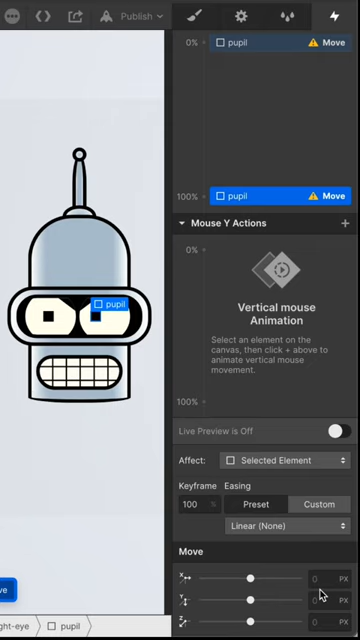 Publish
0%
pupil
Move
100%
pupil
Move
Mouse Y Actions
0%
Vertical mouse
Animation
Select an element on the
canvas, then click + above to
animate vertical mouse
movement.
100%
pupil
Live Preview is Off
Affect:
Selected Element
Keyframe
Easing
100
%
Preset
Custom
Linear (None)
Move
X
0
PX
Y
0
PX
Z
0
PX
ve
ght-eye
pupil